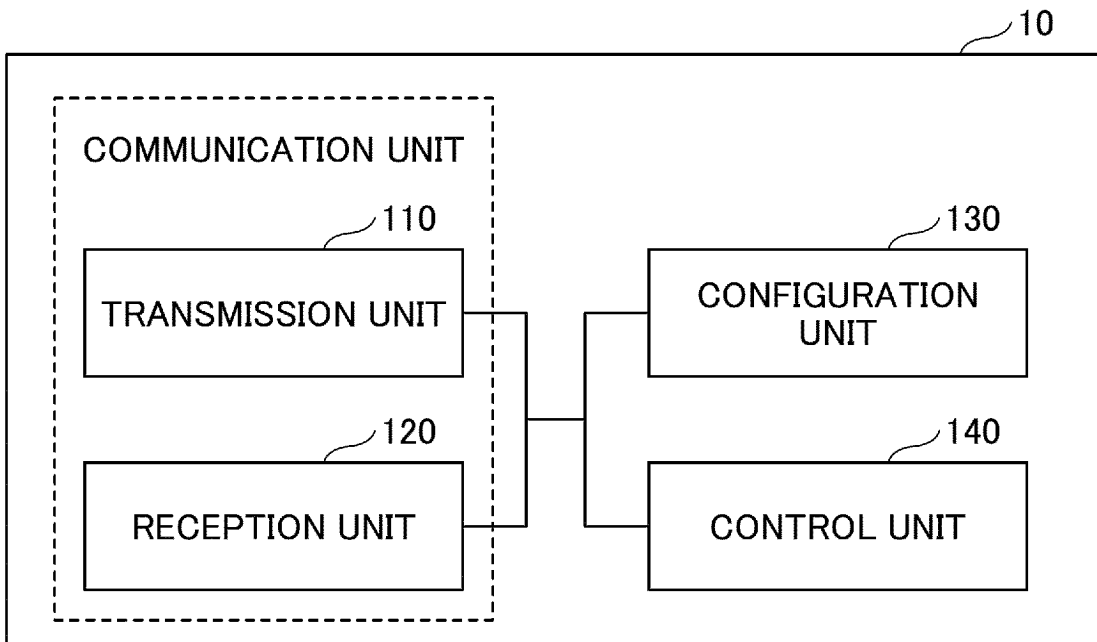 10
COMMUNICATION UNIT
110
TRANSMISSION UNIT
120
RECEPTION UNIT
130
CONFIGURATION
UNIT
140
CONTROL UNIT